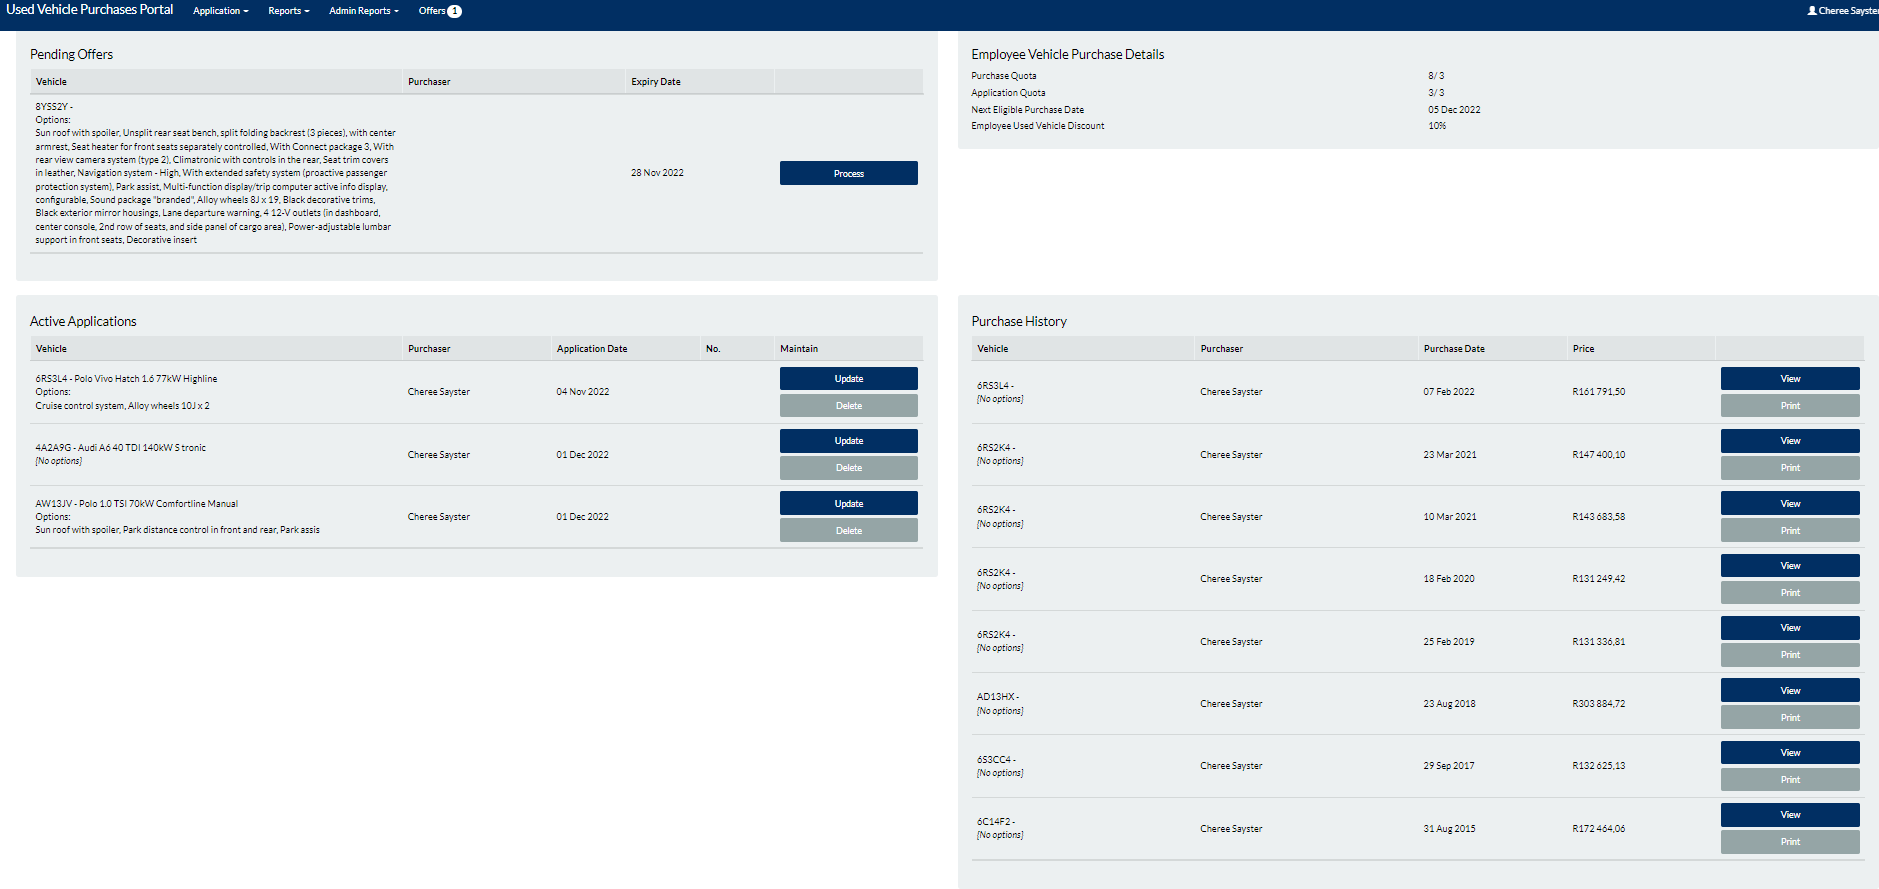 Used Vehicle Purchases Portal
Application
Reports
Admin Reports
Offers 1
Cheree Sayster
Pending Offers
Vehicle Purchaser Expiry Date
8YS52Y -
Options:
Sun roof with spoiler, Unsplit rear seat bench, split folding backrest (3 pieces), with center
armrest, Seat heater for front seats separately controlled, With Connect package 3, With
rear view camera system (type 2), Climatronic with controls in the rear, Seat trim covers
in leather, Navigation system - High, With extended safety system (proactive passenger
protection system), Park assist, Multi-function display/trip computer active info display,
configurable, Sound package "branded", Alloy wheels 8J x 19, Black decorative trims,
Black exterior mirror housings, Lane departure warning, 4 12-V outlets (in dashboard,
center console, 2nd row of seats, and side panel of cargo area), Power-adjustable lumbar
support in front seats, Decorative insert
28 Nov 2022
Process
Employee Vehicle Purchase Details
Purchase Quota 8/ 3
Application Quota 3/ 3
Next Eligible Purchase Date 05 Dec 2022
Employee Used Vehicle Discount 10%
Active Applications
Vehicle Purchaser Application Date No. Maintain
6RS3L4 - Polo Vivo Hatch 1.6 77kW Highline
Options:
Cruise control system, Alloy wheels 10J x 2
Cheree Sayster 04 Nov 2022
Update
Delete
4A2A9G - Audi A6 40 TDI 140kW S tronic
[No options]
Cheree Sayster 01 Dec 2022
Update
Delete
AW13JV - Polo 1.0 TSI 70kW Comfortline Manual
Options:
Sun roof with spoiler, Park distance control in front and rear, Park assis
Cheree Sayster 01 Dec 2022
Update
Delete
Purchase History
Vehicle Purchaser Purchase Date Price
6RS3L4 -
[No options]
Cheree Sayster 07 Feb 2022 R161 791,50
View
Print
6RS2K4 -
[No options]
Cheree Sayster 23 Mar 2021 R147 400,10
View
Print
6RS2K4 -
[No options]
Cheree Sayster 10 Mar 2021 R143 683,58
View
Print
6RS2K4 -
[No options]
Cheree Sayster 18 Feb 2020 R131 249,42
View
Print
6RS2K4 -
[No options]
Cheree Sayster 25 Feb 2019 R131 336,81
View
Print
AD13HX -
[No options]
Cheree Sayster 23 Aug 2018 R303 884,72
View
Print
6S3CC4 -
[No options]
Cheree Sayster 29 Sep 2017 R132 625,13
View
Print
6C14F2 -
[No options]
Cheree Sayster 31 Aug 2015 R172 464,06
View
Print